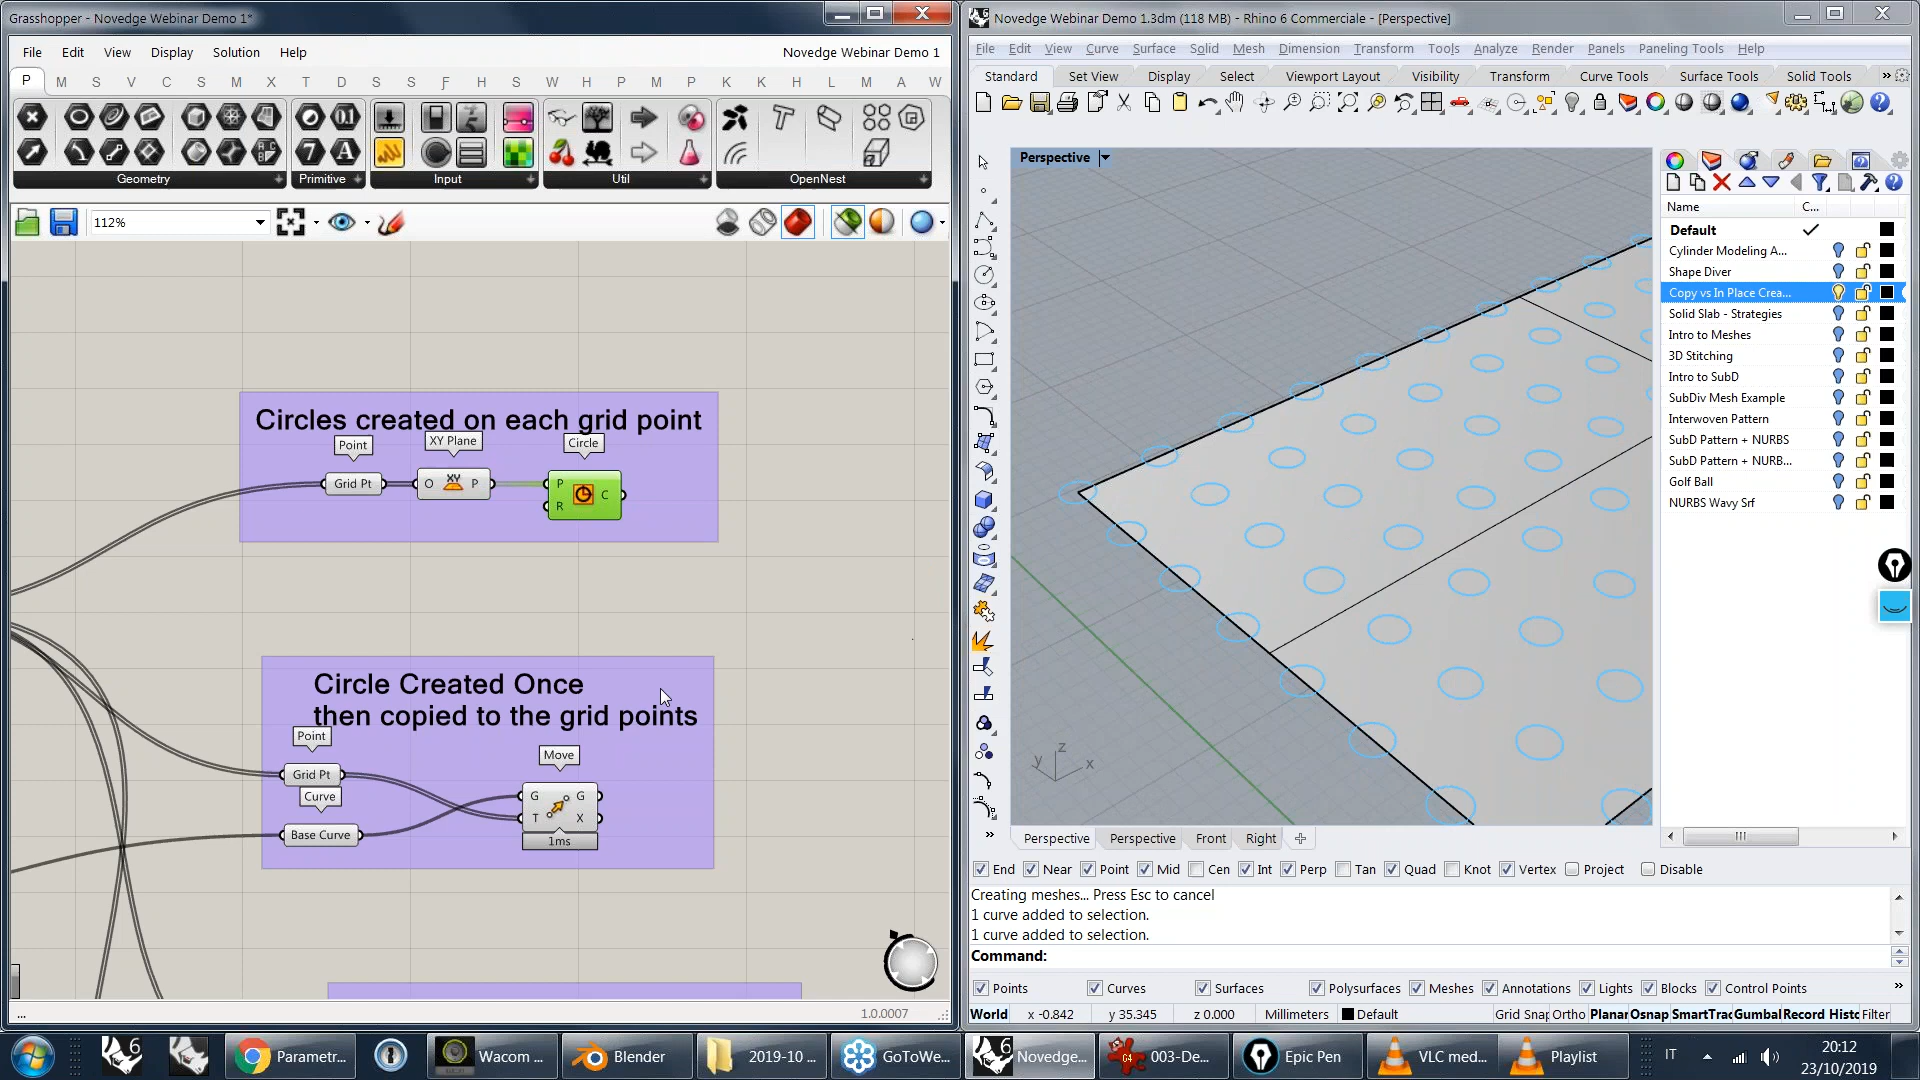 Grasshopper - Novedge Webinar Demo 1*
File Edit View Display Solution Help
Novedge Webinar Demo 1
P M S V C S M X T D S S F H S W H P M P K K H L M A W
Geometry
Primitive
Input
Util
OpenNest
112%
Circles created on each grid point
Point
XY Plane
Circle
Grid Pt
O XY P
P C
R
Circle Created Once
then copied to the grid points
Point
Move
Grid Pt
Curve
G G
T X
Base Curve
1ms
...
1.0.0007
Novedge Webinar Demo 1.3dm (118 MB) - Rhino 6 Commerciale - [Perspective]
File Edit View Curve Surface Solid Mesh Dimension Transform Tools Analyze Render Panels Paneling Tools Help
Standard Set View Display Select Viewport Layout Visibility Transform Curve Tools Surface Tools Solid Tools »
Perspective
Name C...
Default
Cylinder Modeling A...
Shape Diver
Copy vs In Place Crea...
Solid Slab - Strategies
Intro to Meshes
3D Stitching
Intro to SubD
SubDiv Mesh Example
Interwoven Pattern
SubD Pattern + NURBS
SubD Pattern + NURB...
Golf Ball
NURBS Wavy Srf
z
y
x
Perspective Perspective Front Right
End Near Point Mid Cen Int Perp Tan Quad Knot Vertex Project Disable
Creating meshes... Press Esc to cancel
1 curve added to selection.
1 curve added to selection.
Command:
Points Curves Surfaces Polysurfaces Meshes Annotations Lights Blocks Control Points »
World x -0.842 y 35.345 z 0.000 Millimeters Default Grid Snap Ortho Planar Osnap SmartTrac Gumbal Record Histo Filter
Parametr... Wacom ... Blender 2019-10 ... GoToWe... Novedge... 003-De... Epic Pen VLC med... Playlist IT
20:12
23/10/2019